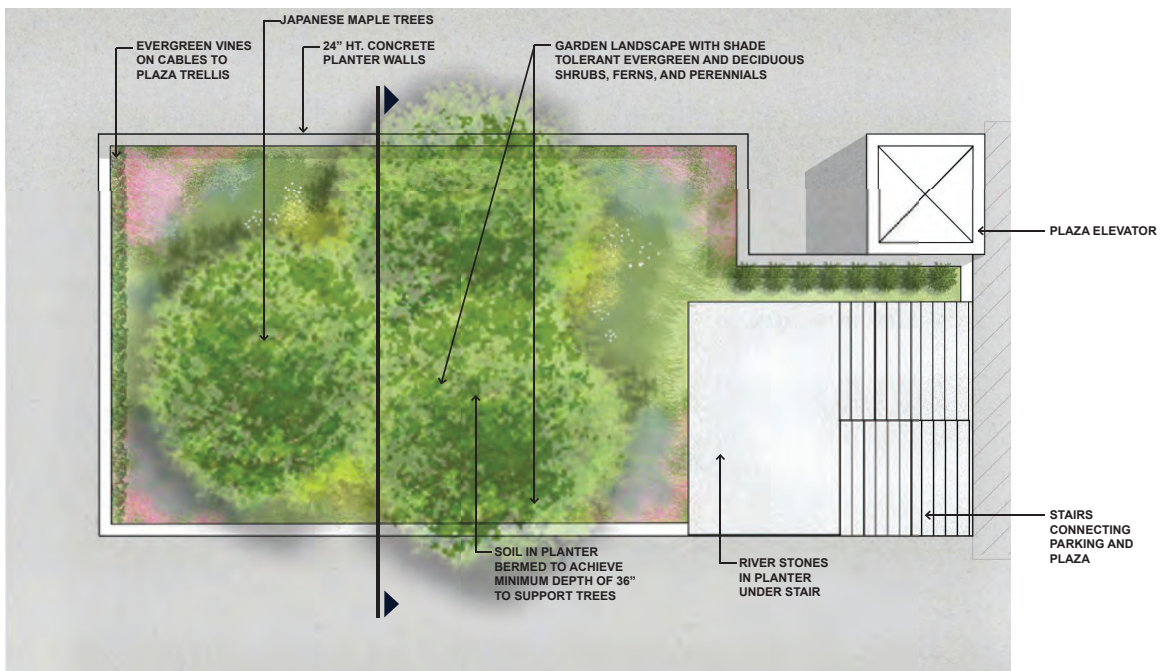 JAPANESE MAPLE TREES
EVERGREEN VINES
ON CABLES TO
PLAZA TRELLIS
24” HT. CONCRETE
PLANTER WALLS
GARDEN LANDSCAPE WITH SHADE
TOLERANT EVERGREEN AND DECIDUOUS
SHRUBS, FERNS, AND PERENNIALS
PLAZA ELEVATOR
STAIRS
CONNECTING
PARKING AND
PLAZA
SOIL IN PLANTER
BERMED TO ACHIEVE
MINIMUM DEPTH OF 36”
TO SUPPORT TREES
RIVER STONES
IN PLANTER
UNDER STAIR